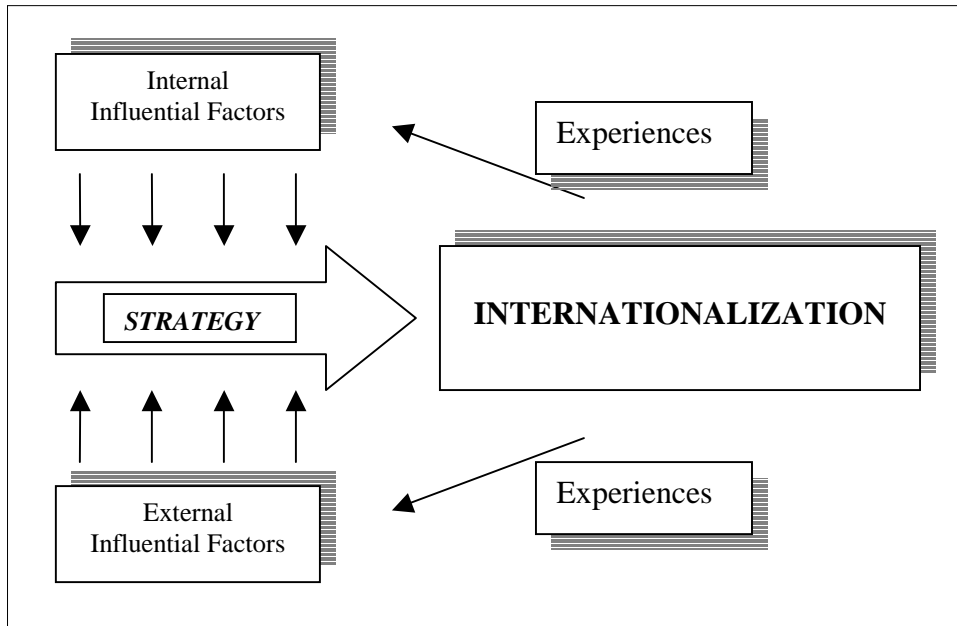 Internal
Influential Factors
Experiences
STRATEGY
INTERNATIONALIZATION
External
Influential Factors
Experiences